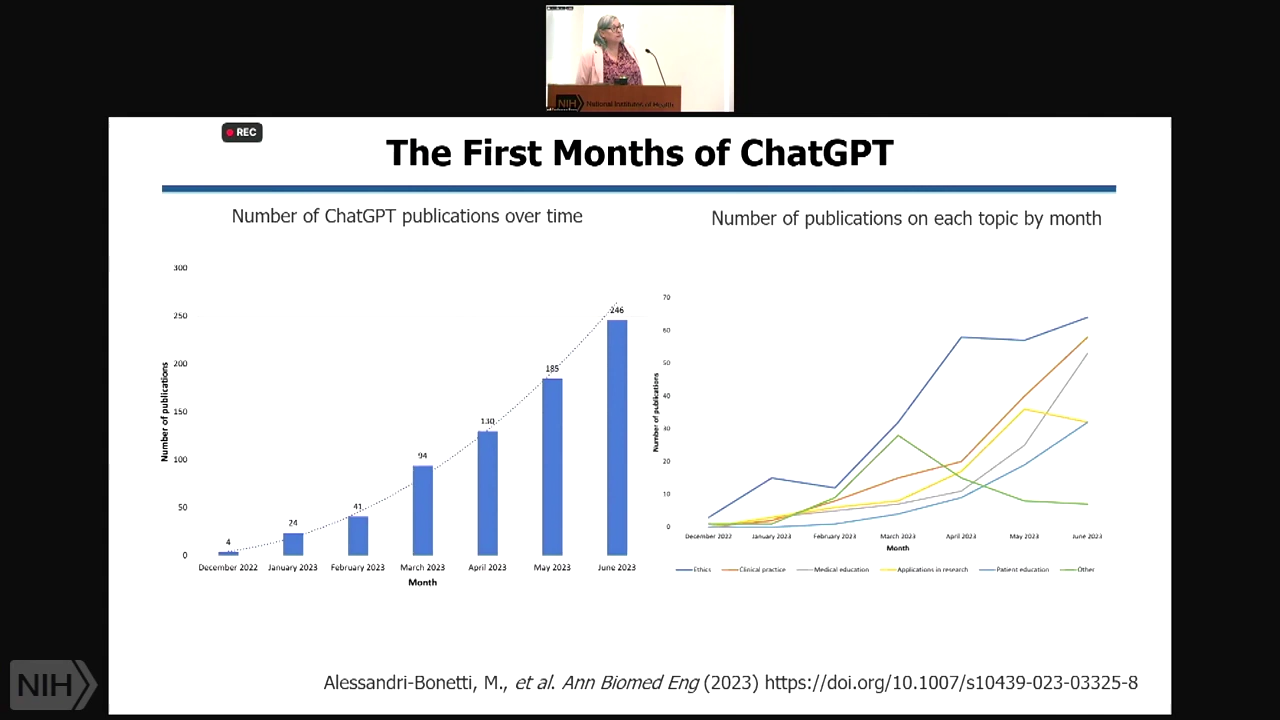 NIH National Institutes of Health
REC
The First Months of ChatGPT
Number of ChatGPT publications over time
Number of publications on each topic by month
300
250
200
150
100
50
0
Number of publications
4
24
41
94
130
185
246
December 2022 January 2023 February 2023 March 2023 April 2023 May 2023 June 2023
Month
70
60
50
40
30
20
10
0
Number of publications
December 2022 January 2023 February 2023 March 2023 April 2023 May 2023 June 2023
Month
Ethics Clinical practice Medical education Applications in research Patient education Other
Alessandri-Bonetti, M., et al. Ann Biomed Eng (2023) https://doi.org/10.1007/s10439-023-03325-8
NIH